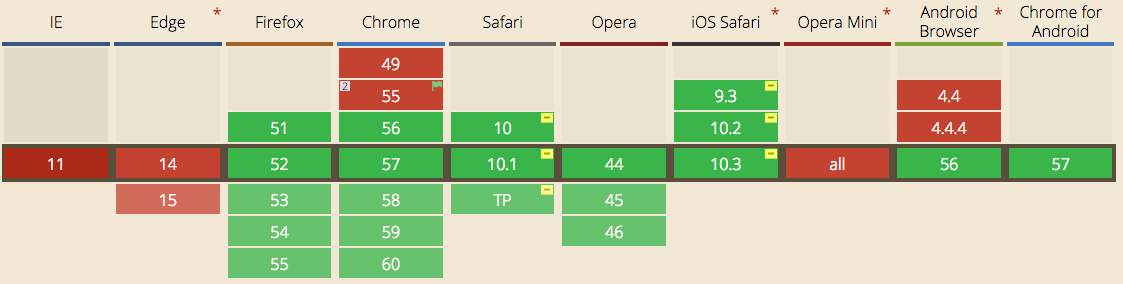 IE Edge * Firefox Chrome Safari Opera iOS Safari * Opera Mini * Android Browser * Chrome for Android
49
2 55 9.3 4.4
51 56 10 10.2 4.4.4
11 14 52 57 10.1 44 10.3 all 56 57
15 53 58 TP 45
54 59 46
55 60